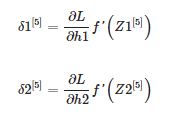 δ1^[5] = ∂L/∂h1 f'(Z1^[5])
δ2^[5] = ∂L/∂h2 f'(Z2^[5])